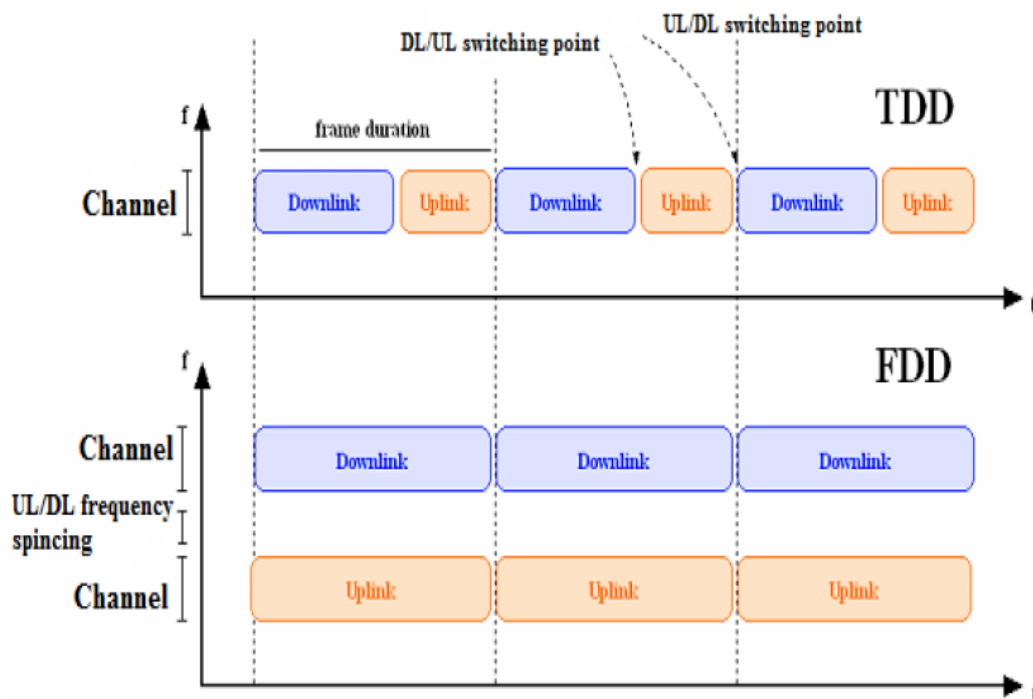 UL/DL switching point
DL/UL switching point
TDD
f
frame duration
Channel
Downlink
Uplink
Downlink
Uplink
Downlink
Uplink
FDD
f
Channel
Downlink
Downlink
Downlink
UL/DL frequency
spincing
Channel
Uplink
Uplink
Uplink